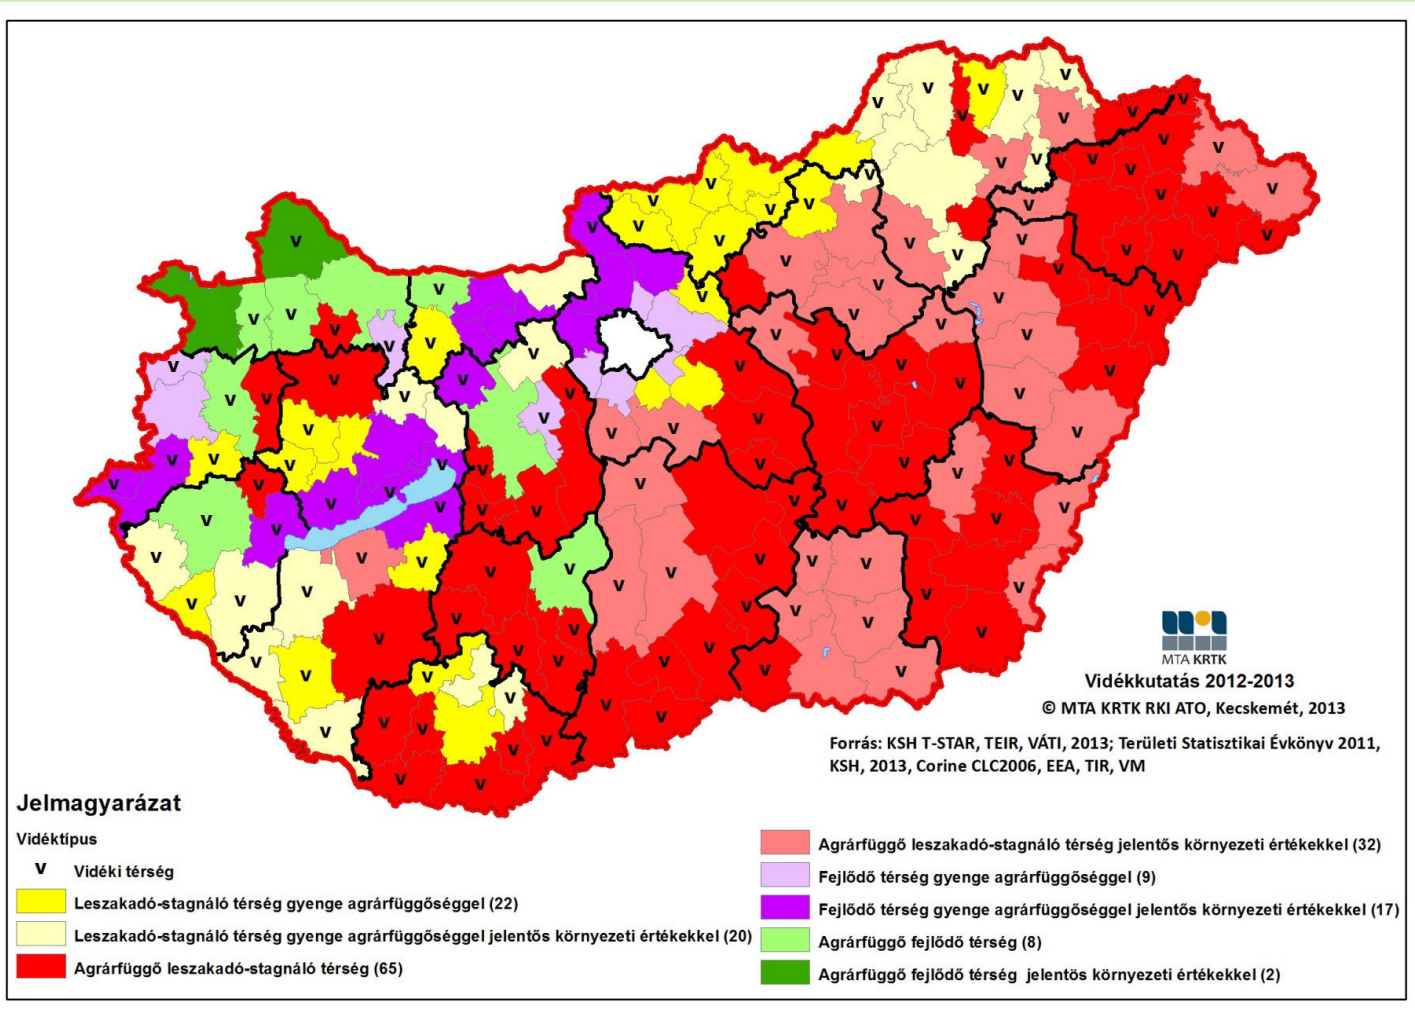 MTA KRTK
Vidékkutatás 2012-2013
© MTA KRTK RKI ATO, Kecskemét, 2013
Forrás: KSH T-STAR, TEIR, VÁTI, 2013; Területi Statisztikai Évkönyv 2011,
KSH, 2013, Corine CLC2006, EEA, TIR, VM
Jelmagyarázat
Vidéktípus
v Vidéki térség
Leszakadó-stagnáló térség gyenge agrárfüggőséggel (22)
Leszakadó-stagnáló térség gyenge agrárfüggőséggel jelentős környezeti értékekkel (20)
Agrárfüggő leszakadó-stagnáló térség (65)
Agrárfüggő leszakadó-stagnáló térség jelentős környezeti értékekkel (32)
Fejlődő térség gyenge agrárfüggőséggel (9)
Fejlődő térség gyenge agrárfüggőséggel jelentős környezeti értékekkel (17)
Agrárfüggő fejlődő térség (8)
Agrárfüggő fejlődő térség jelentös környezeti értékekkel (2)